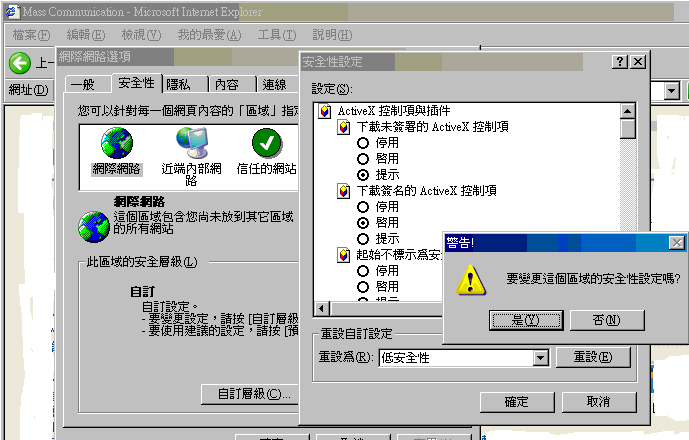 Mass Communication - Microsoft Internet Explorer
檔案(F) 編輯(E) 檢視(V) 我的最愛(A) 工具(T) 說明(H)
上一
網址(D)
網際網路選項
一般 安全性 隱私 內容 連線
您可以針對每一個網頁內容的「區域」指定
網際網路 近端內部網路 信任的網站
網際網路
這個區域包含您尚未放到其它區域
的所有網站
此區域的安全層級(L)
自訂
自訂設定。
- 要變更設定，請按 [自訂層級
- 要使用建議的設定，請按 [預
自訂層級(C)...
安全性設定
設定(S):
ActiveX 控制項與插件
下載未簽署的 ActiveX 控制項
停用
啓用
提示
下載簽名的 ActiveX 控制項
停用
啓用
提示
起始不標示爲安
停用
啓用
提示
重設自訂設定
重設爲(R): 低安全性 重設(E)
確定 取消
警告!
要變更這個區域的安全性設定嗎?
是(Y) 否(N)